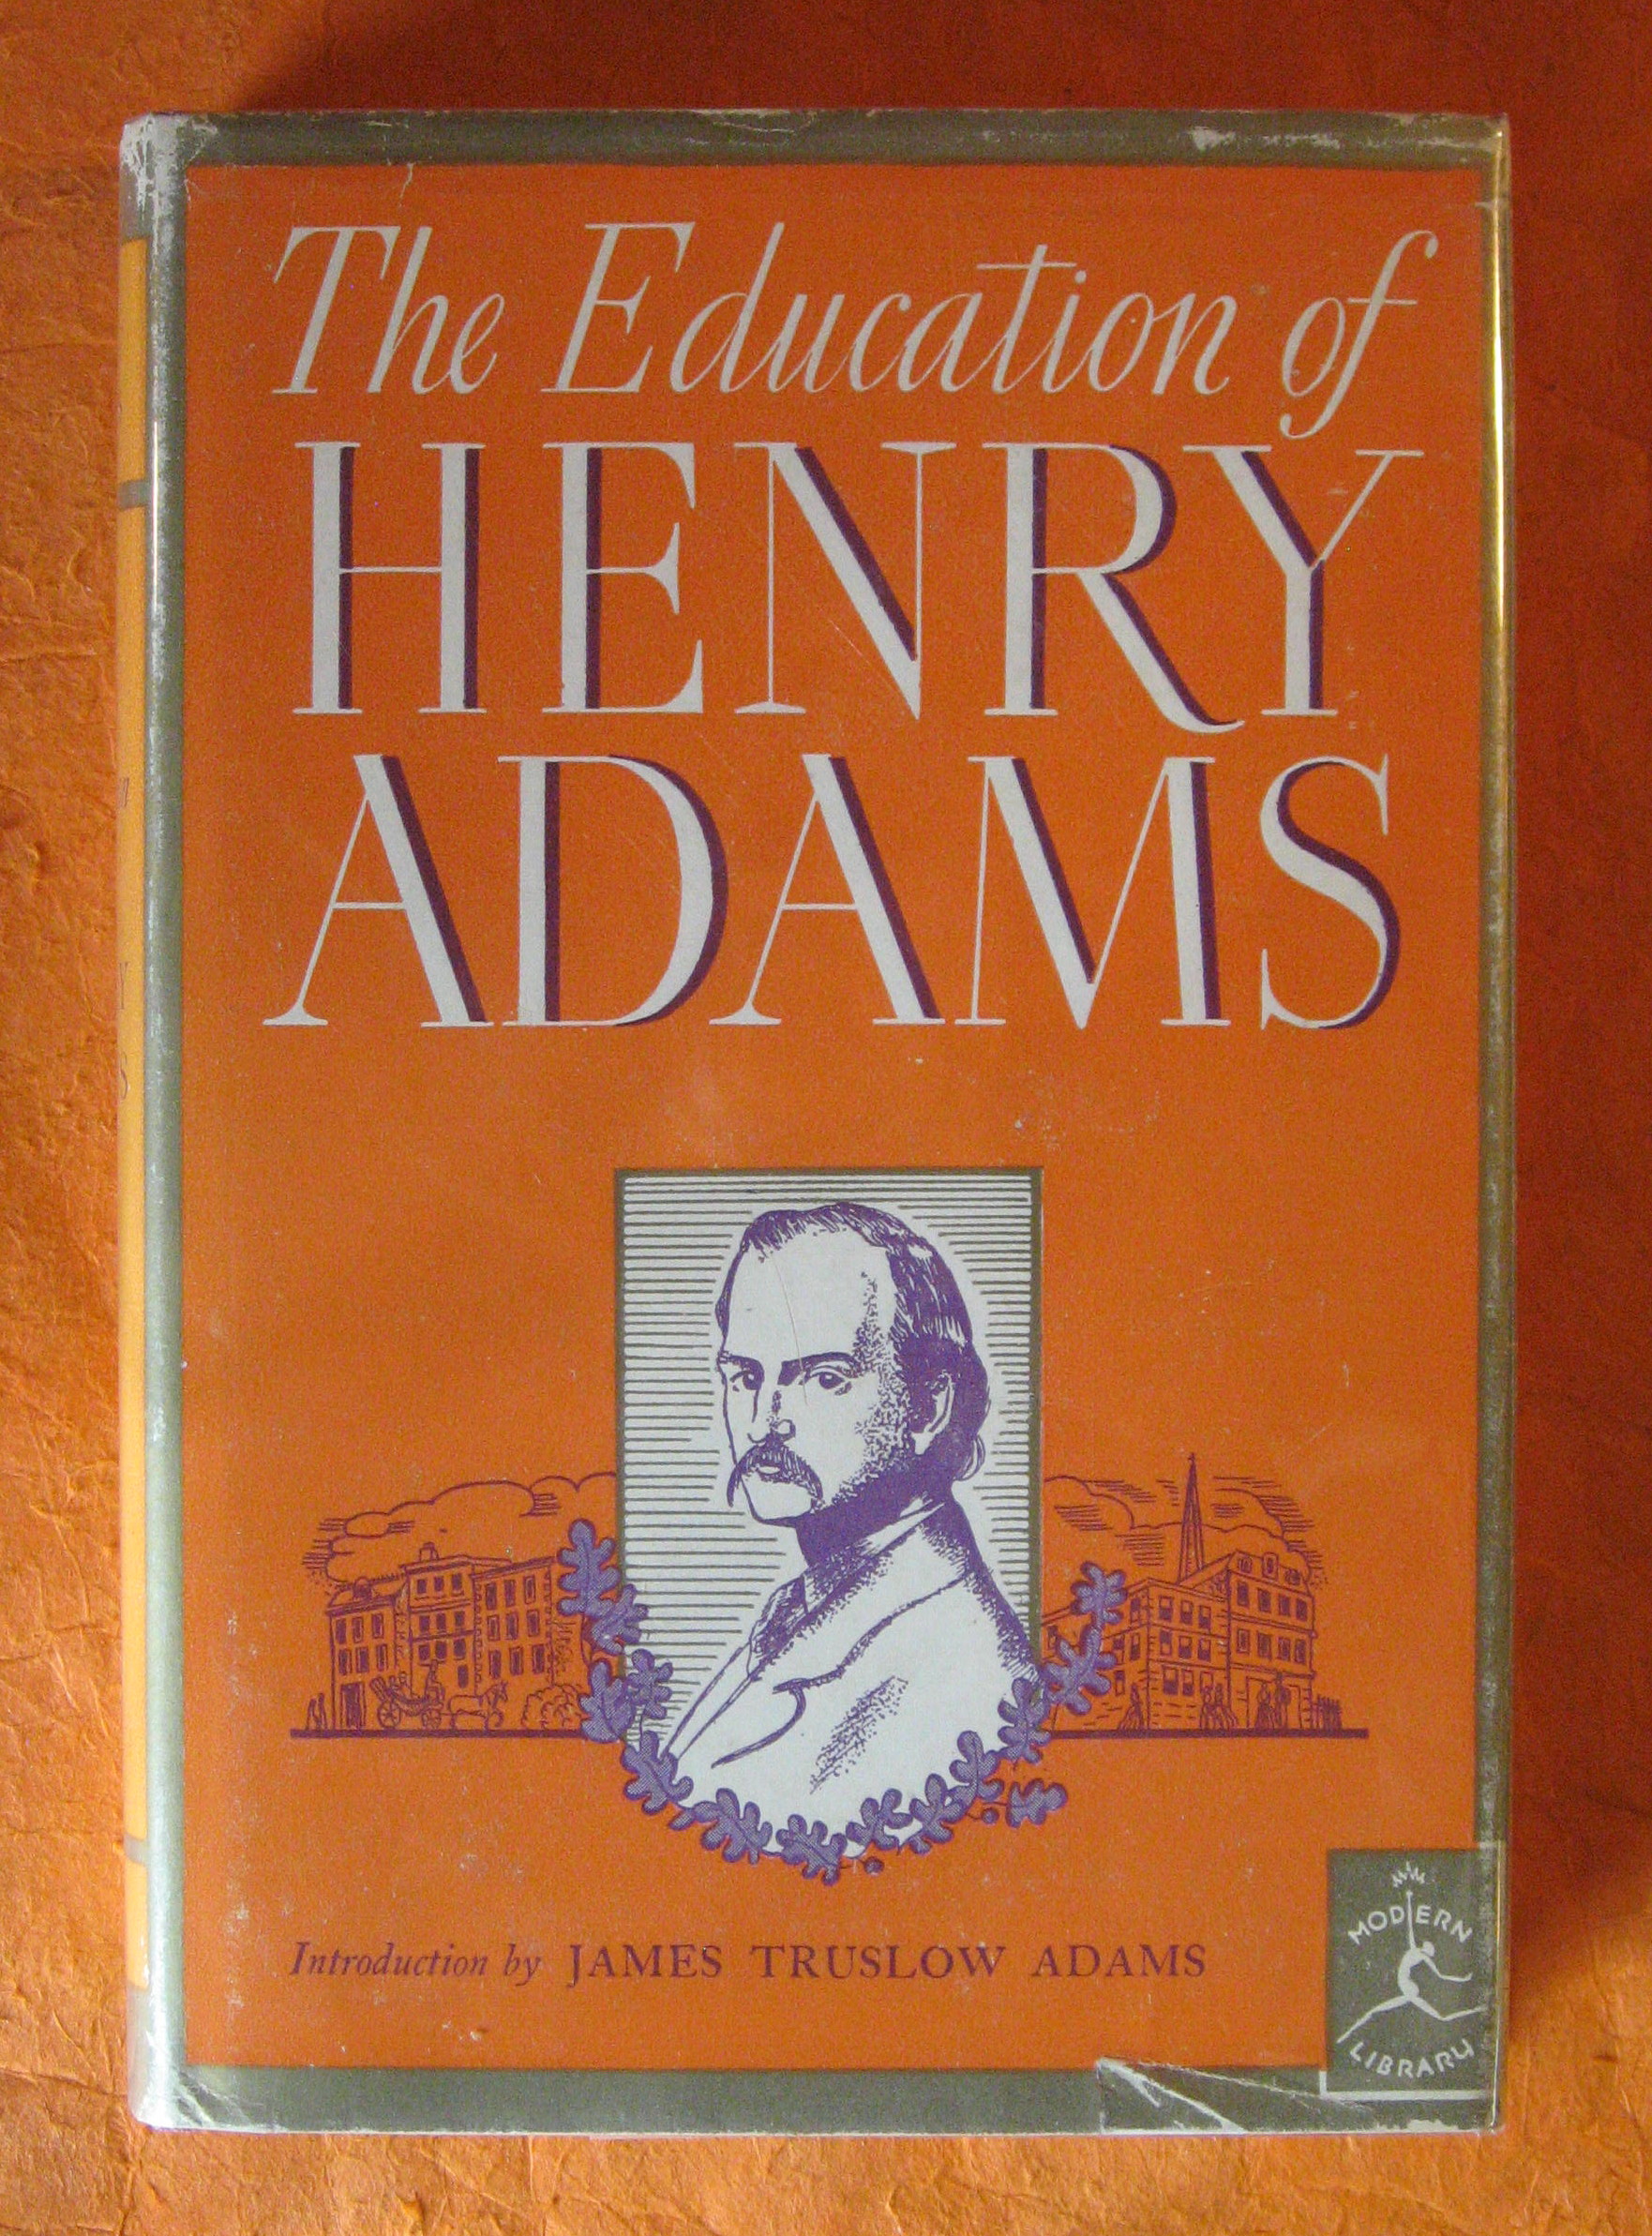 The Education of
HENRY
ADAMS
Introduction by JAMES TRUSLOW ADAMS
MODERN
LIBRARY